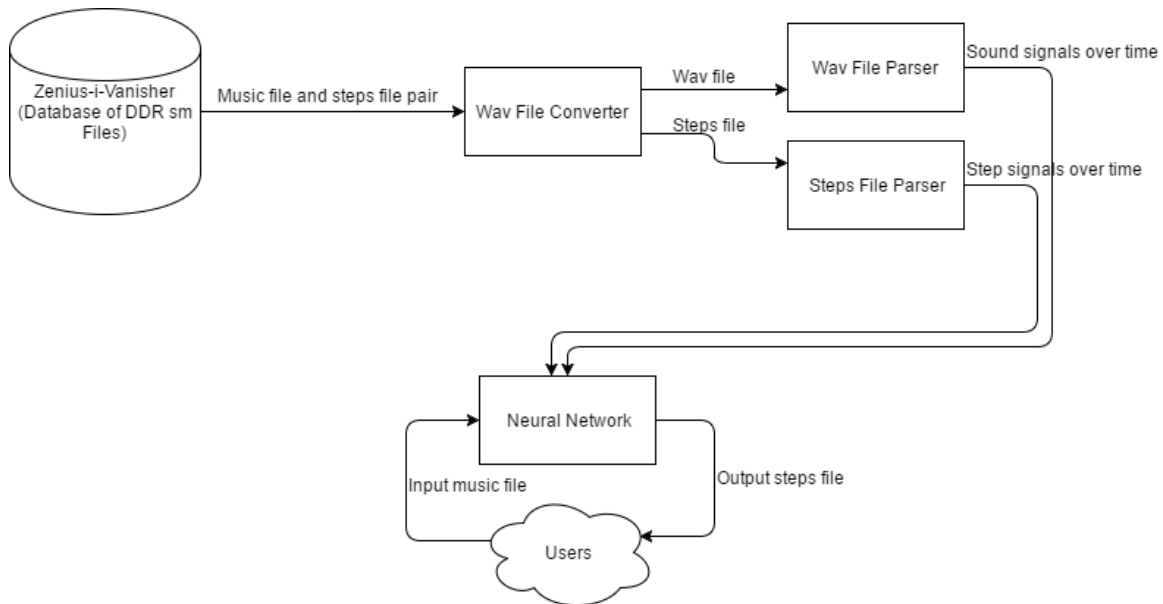 Zenius-i-Vanisher
(Database of DDR sm
Files)
Music file and steps file pair
Wav File Converter
Wav file
Steps file
Wav File Parser
Sound signals over time
Steps File Parser
Step signals over time
Neural Network
Input music file
Output steps file
Users